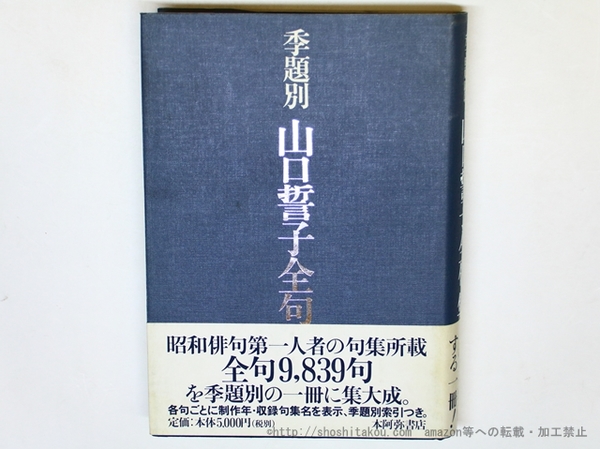 季題別
山口誓子全句
昭和俳句第一人者の句集所載
全句9,839句
を季題別の一冊に集大成。
各句ごとに制作年・収録句集名を表示、季題別索引つき。
定価:本体5,000円(税別)
本阿弥書店
する一冊!
©http://shoshitakou.com amazon等への転載・加工禁止